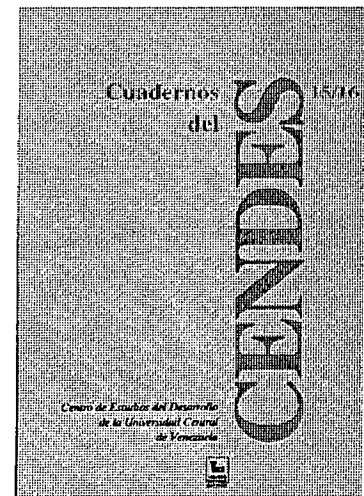 Cuadernos
del
CENDES
15/16
Centro de Estudios del Desarrollo
de la Universidad Central
de Venezuela